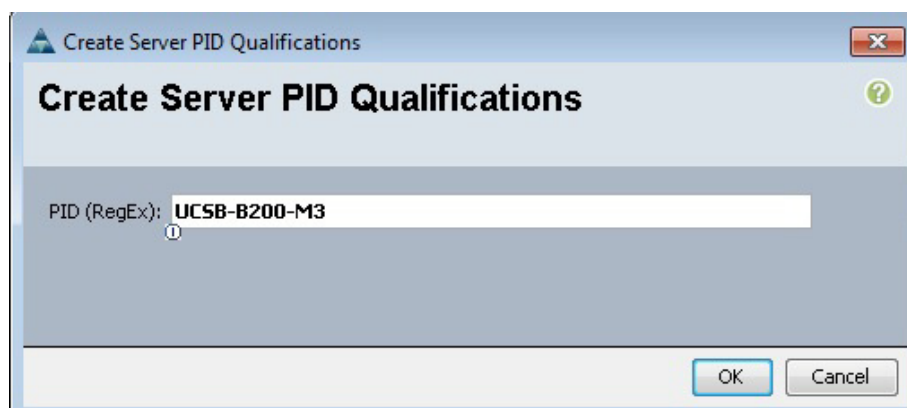 Create Server PID Qualifications
Create Server PID Qualifications
PID (RegEx): UCSB-B200-M3
OK Cancel